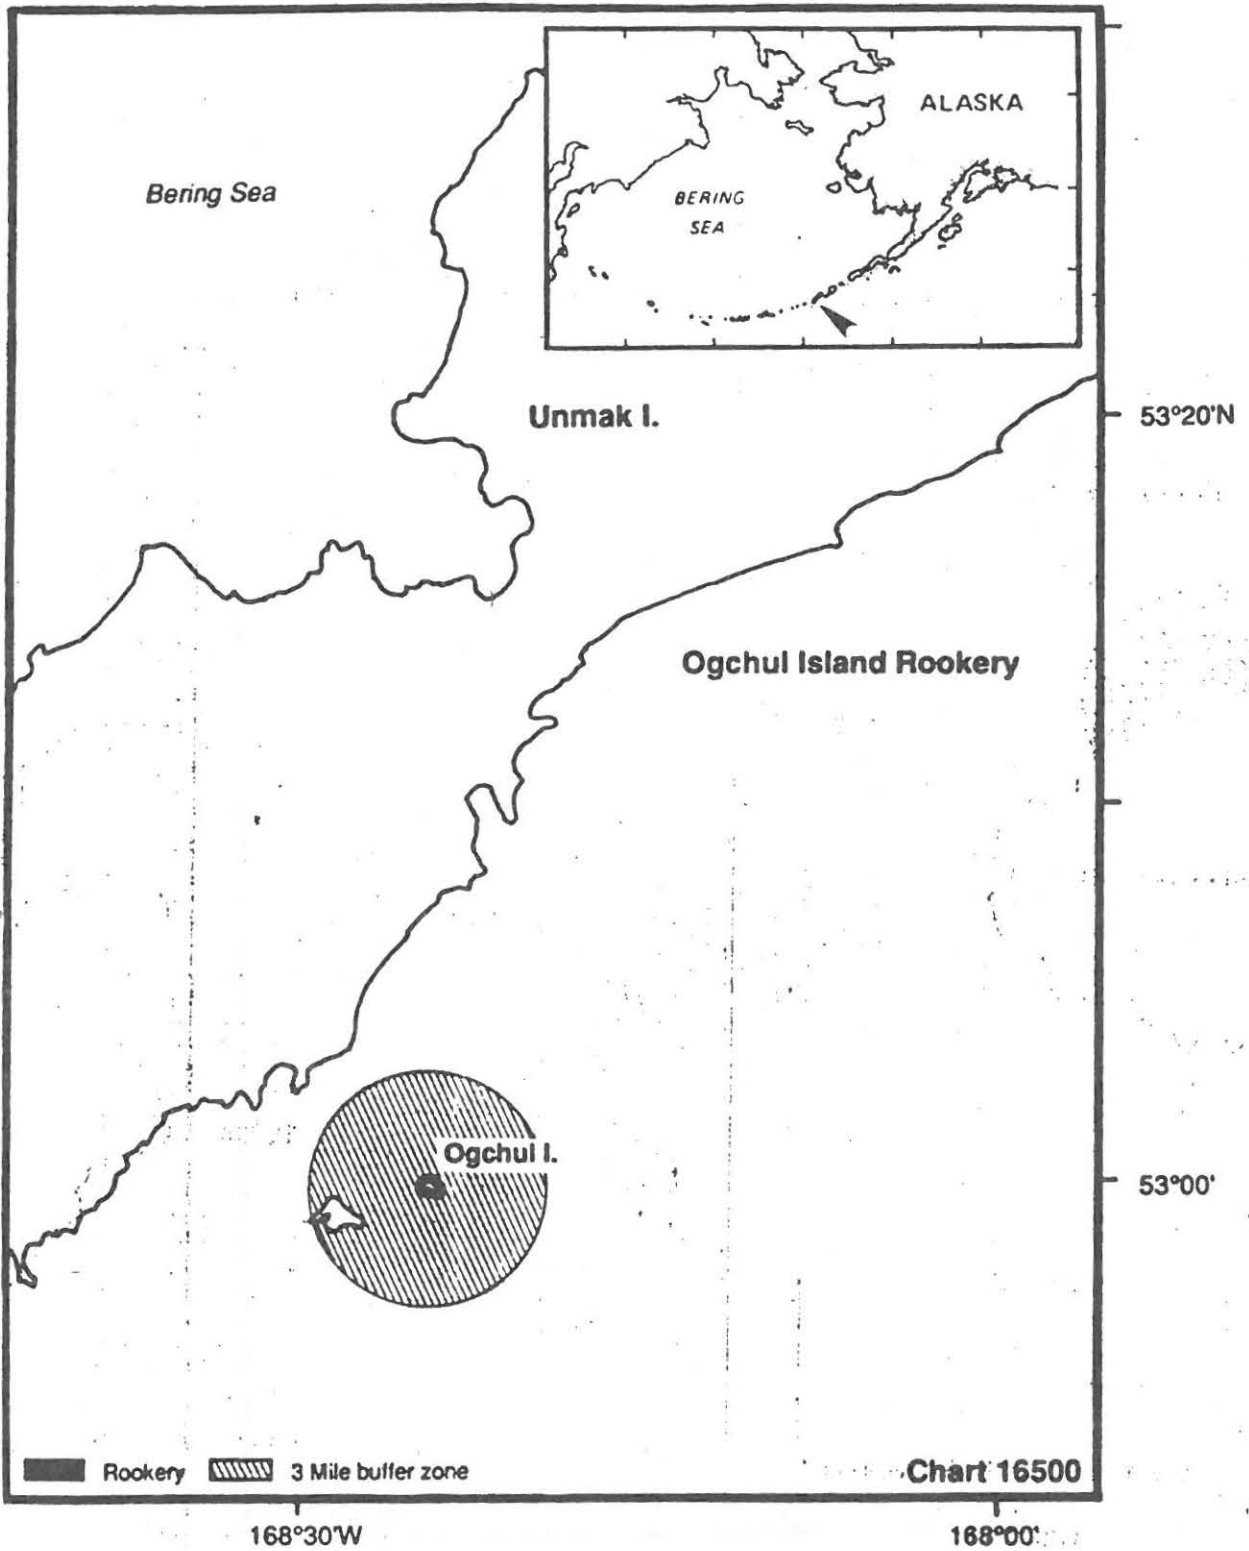 ALASKA
Bering Sea
BERING
SEA
Unmak I.
53°20'N
Ogchul Island Rookery
Ogchul I.
53°00'
Rookery
3 Mile buffer zone
Chart 16500
168°30'W
168°00'